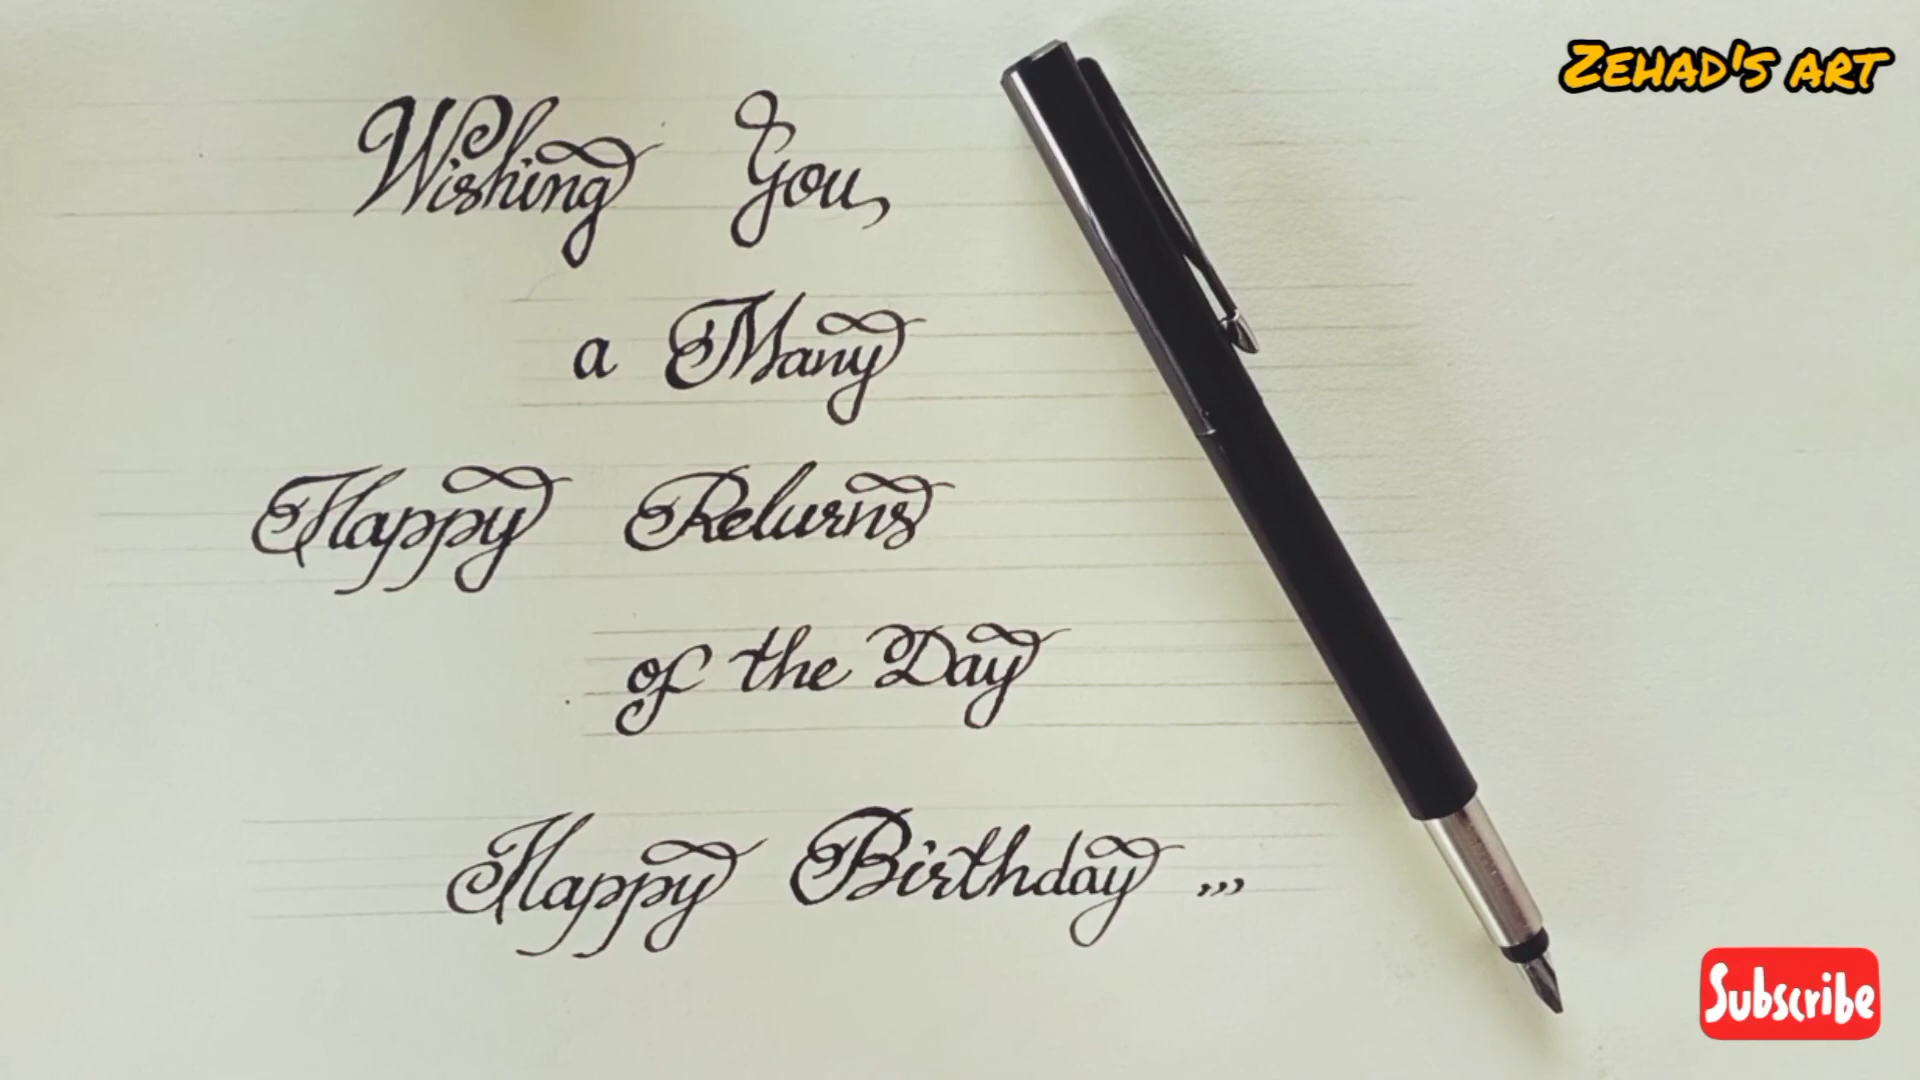 ZEHAD'S ART
Wishing You,
a Many
Happy Returns
of the Day
Happy Birthday ,,,
Subscribe